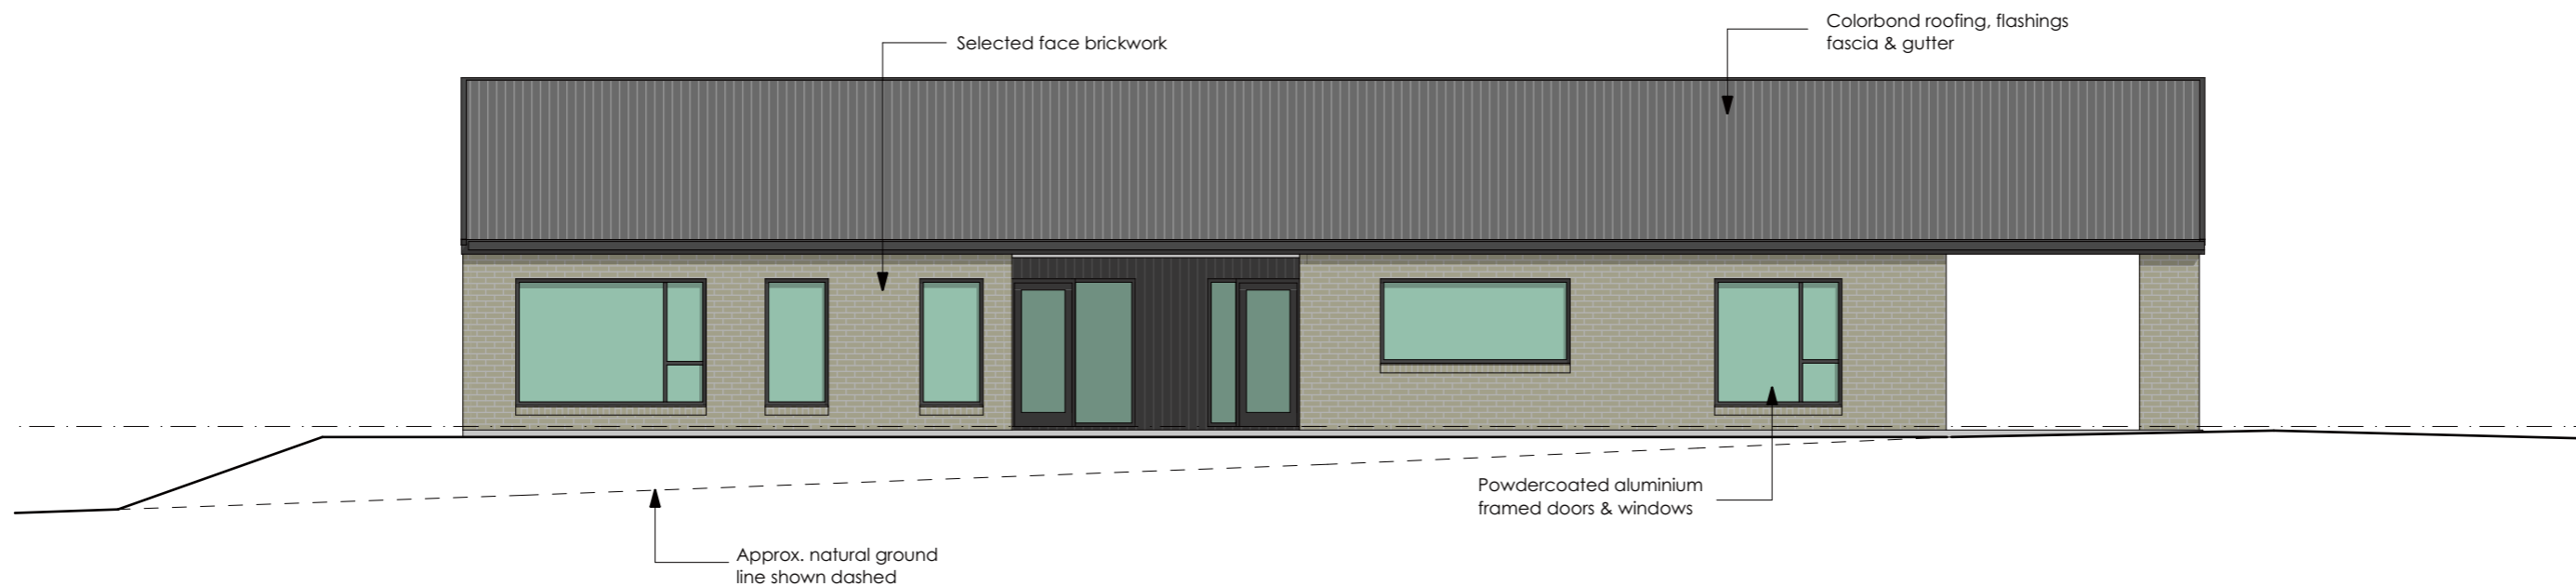 Selected face brickwork
Colorbond roofing, flashings
fascia & gutter
Powdercoated aluminium
framed doors & windows
Approx. natural ground
line shown dashed